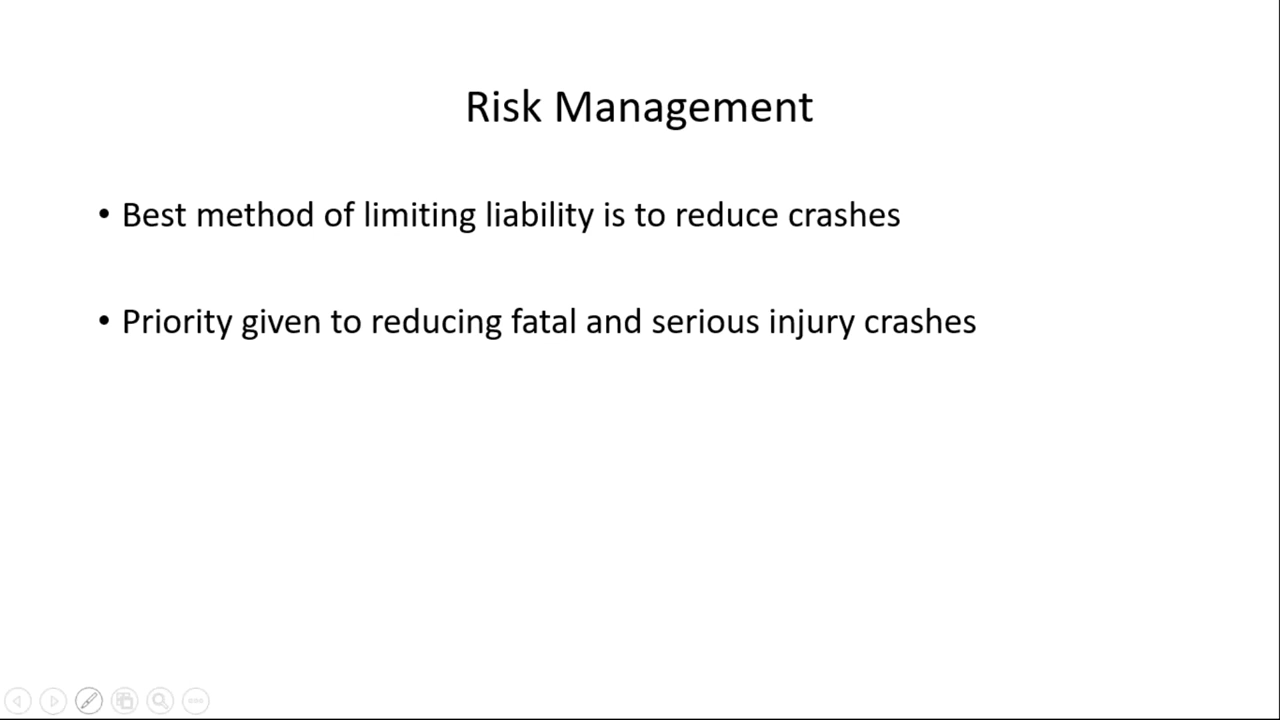 Risk Management
• Best method of limiting liability is to reduce crashes
• Priority given to reducing fatal and serious injury crashes